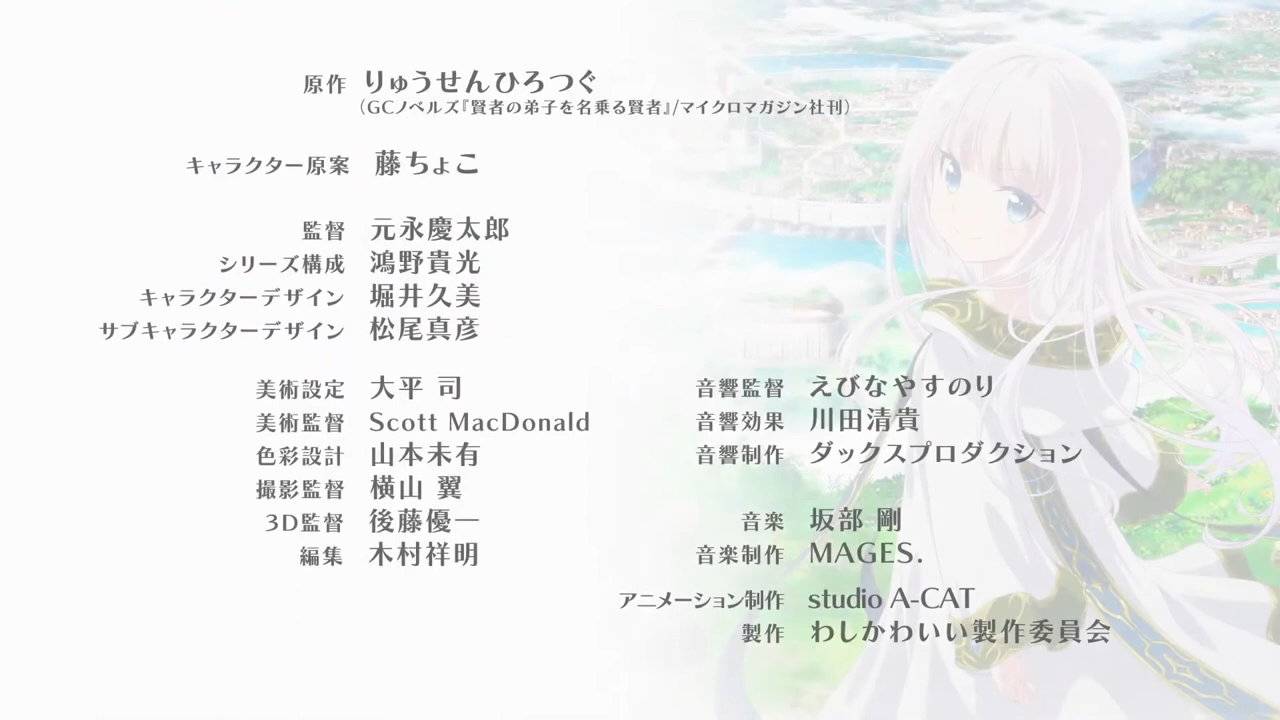 原作 りゅうせんひろつぐ
（GCノベルズ『賢者の弟子を名乗る賢者』/マイクロマガジン社刊）
キャラクター原案 藤ちょこ
監督 元永慶太郎
シリーズ構成 鴻野貴光
キャラクターデザイン 堀井久美
サブキャラクターデザイン 松尾真彦
美術設定 大平 司
美術監督 Scott MacDonald
色彩設計 山本未有
撮影監督 横山 翼
3D監督 後藤優一
編集 木村祥明
音響監督 えびなやすのり
音響効果 川田清貴
音響制作 ダックスプロダクション
音楽 坂部 剛
音楽制作 MAGES.
アニメーション制作 studio A-CAT
製作 わしかわいい製作委員会